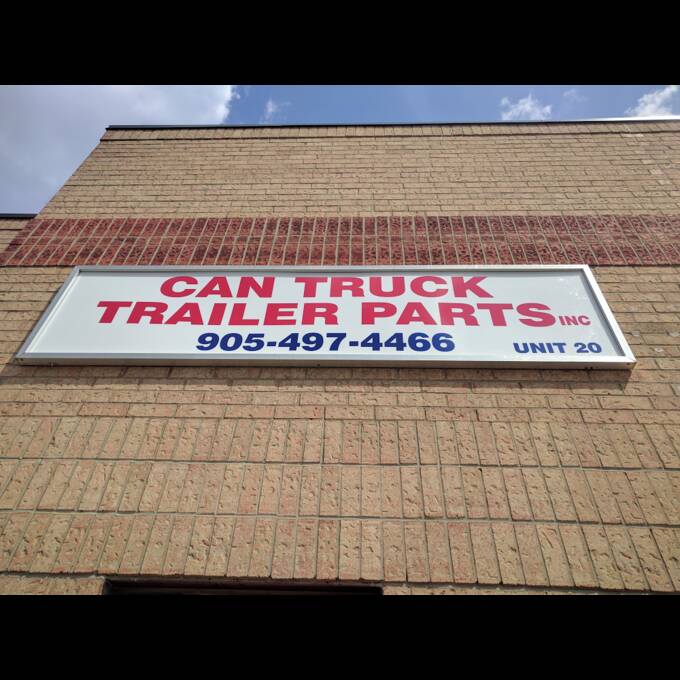 CAN TRUCK
TRAILER PARTS INC
905-497-4466 UNIT 20